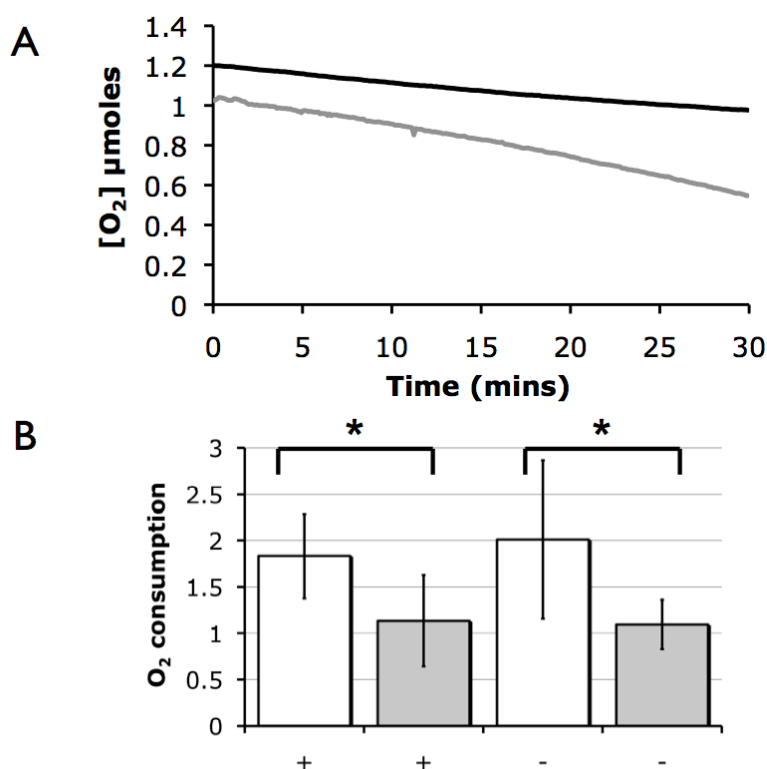 A
[O₂] μmoles
1.4
1.2
1
0.8
0.6
0.4
0.2
0
0 5 10 15 20 25 30
Time (mins)
B
* *
O₂ consumption
3
2.5
2
1.5
1
0.5
0
+ + - -